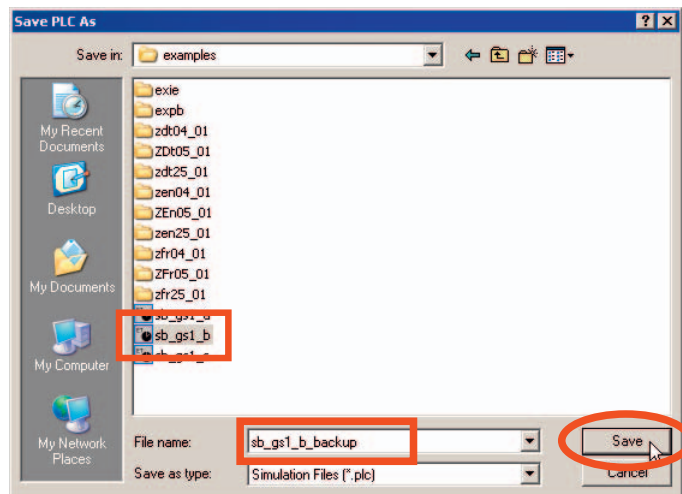 Save PLC As
Save in:
examples
My Recent
Documents
Desktop
My Documents
My Computer
My Network
Places
exie
expb
zdt04_01
ZDt05_01
zdt25_01
zen04_01
ZEn05_01
zen25_01
zfr04_01
ZFr05_01
zfr25_01
sb_gs1_b
File name:
sb_gs1_b_backup
Save
Save as type:
Simulation Files (*.plc)
Cancel